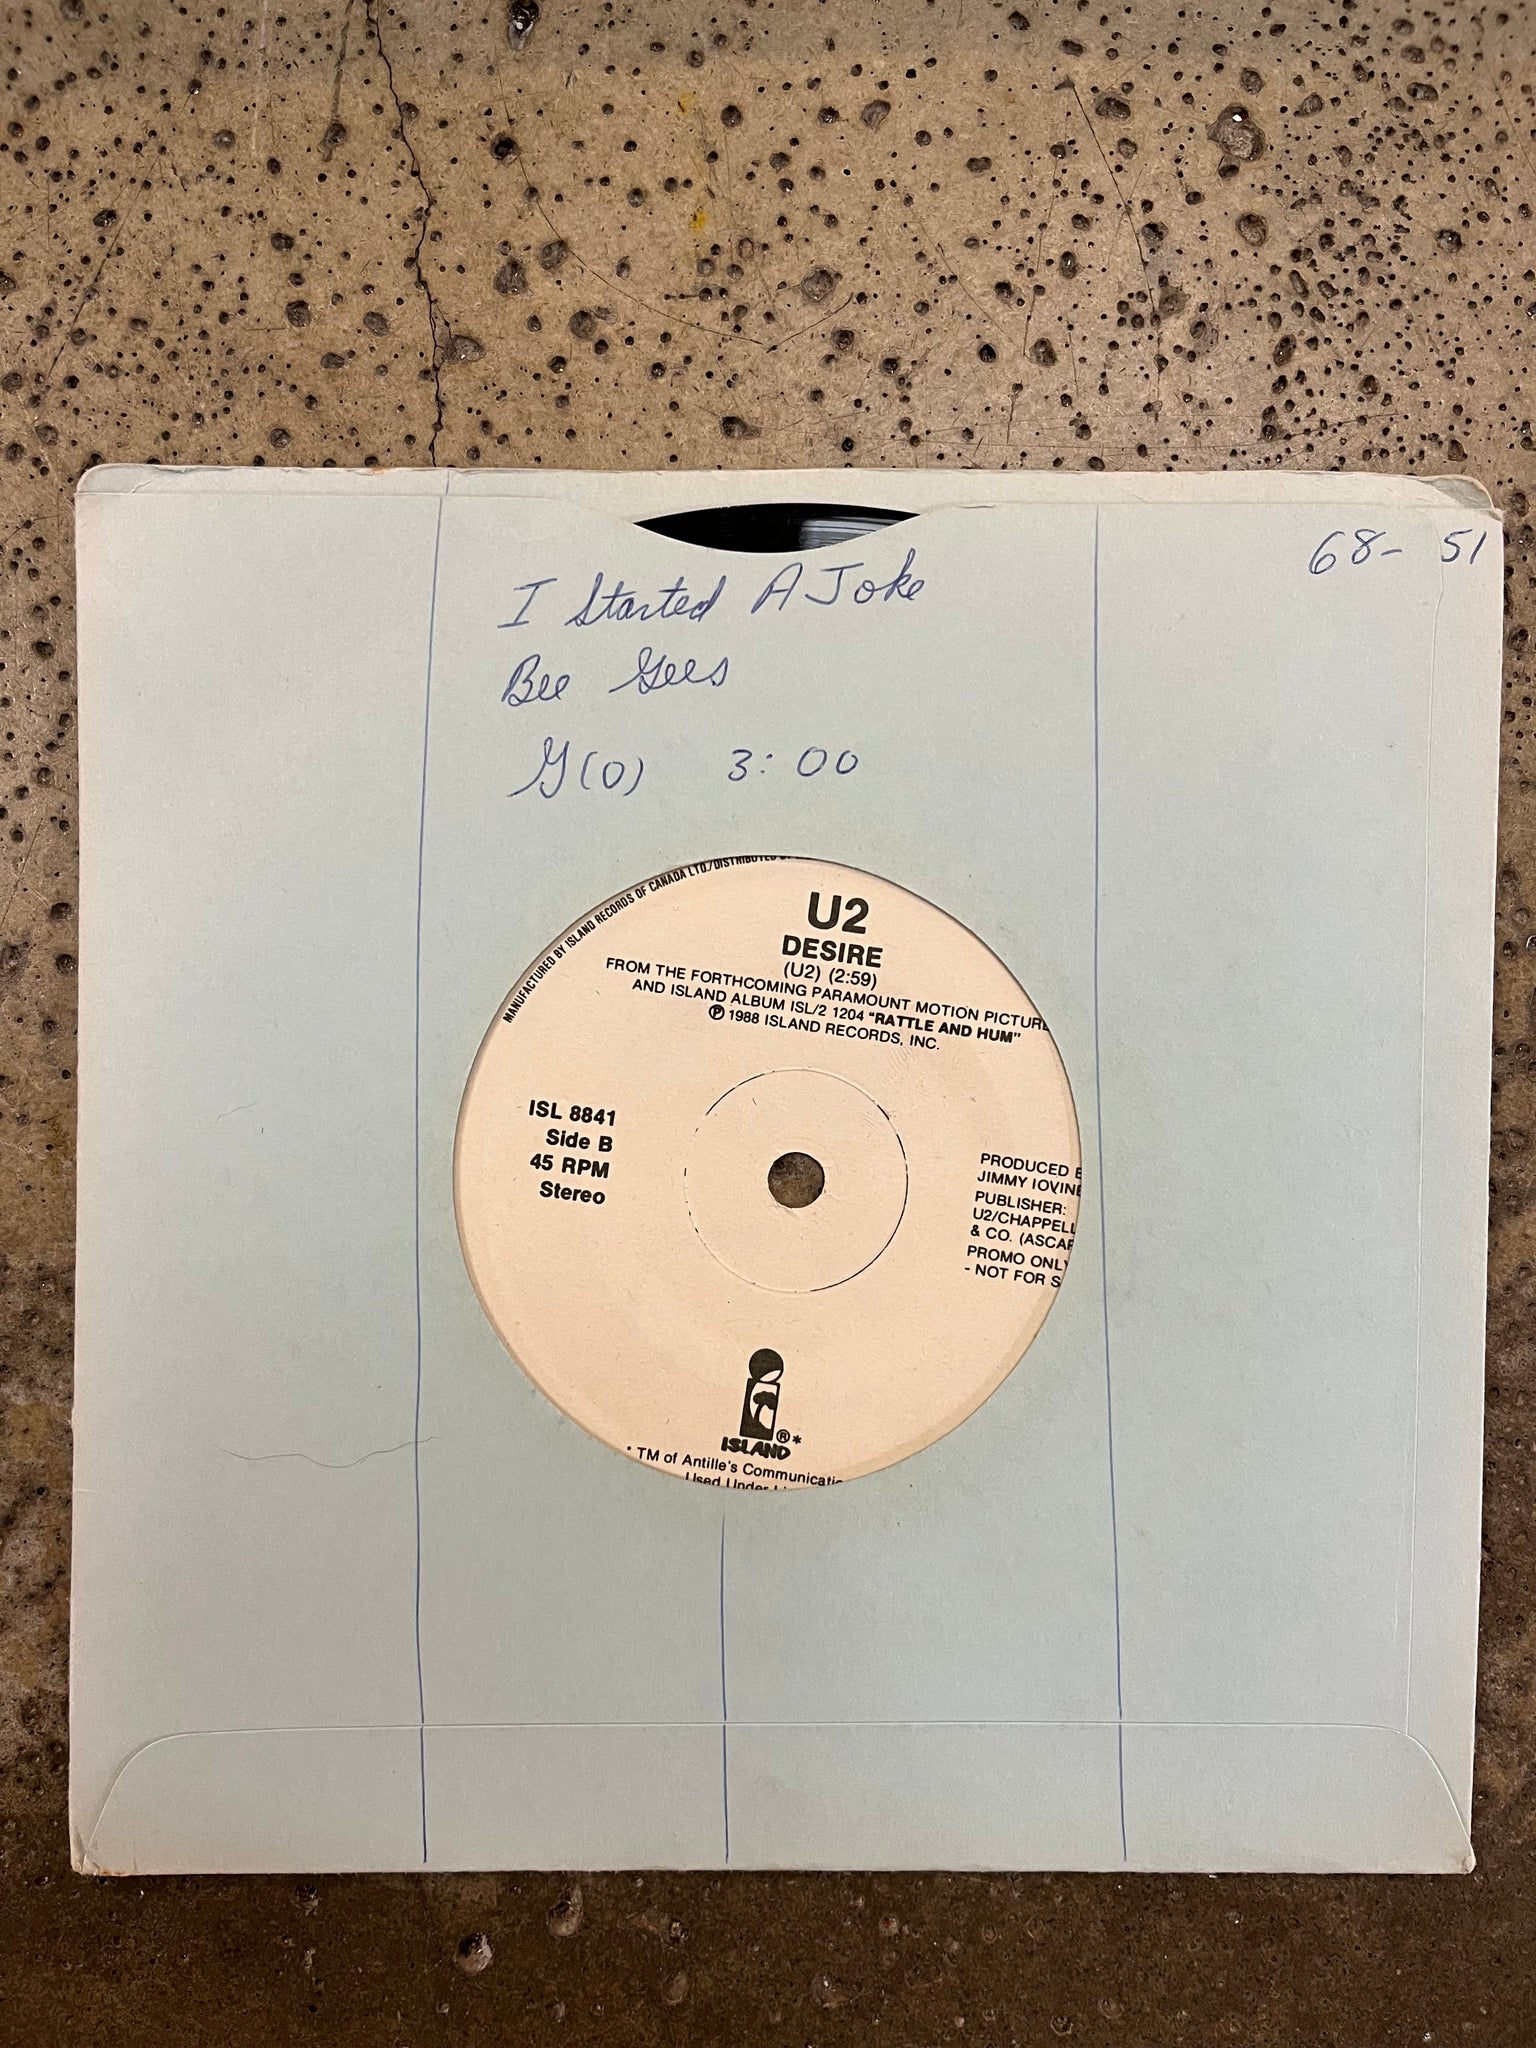 68- 51
I Started A Joke
Bee Gees
G(0) 3:00
MANUFACTURED BY ISLAND RECORDS OF CANADA LTD./DISTRIBUTED
U2
DESIRE
(U2) (2:59)
FROM THE FORTHCOMING PARAMOUNT MOTION PICTURE
AND ISLAND ALBUM ISL/2 1204 "RATTLE AND HUM"
Ⓟ 1988 ISLAND RECORDS, INC.
ISL 8841
Side B
45 RPM
Stereo
PRODUCED B
JIMMY IOVINE
PUBLISHER:
U2/CHAPPELL
& CO. (ASCAP
PROMO ONLY
- NOT FOR S
®*
ISLAND
• TM of Antille's Communicatio
Used Under